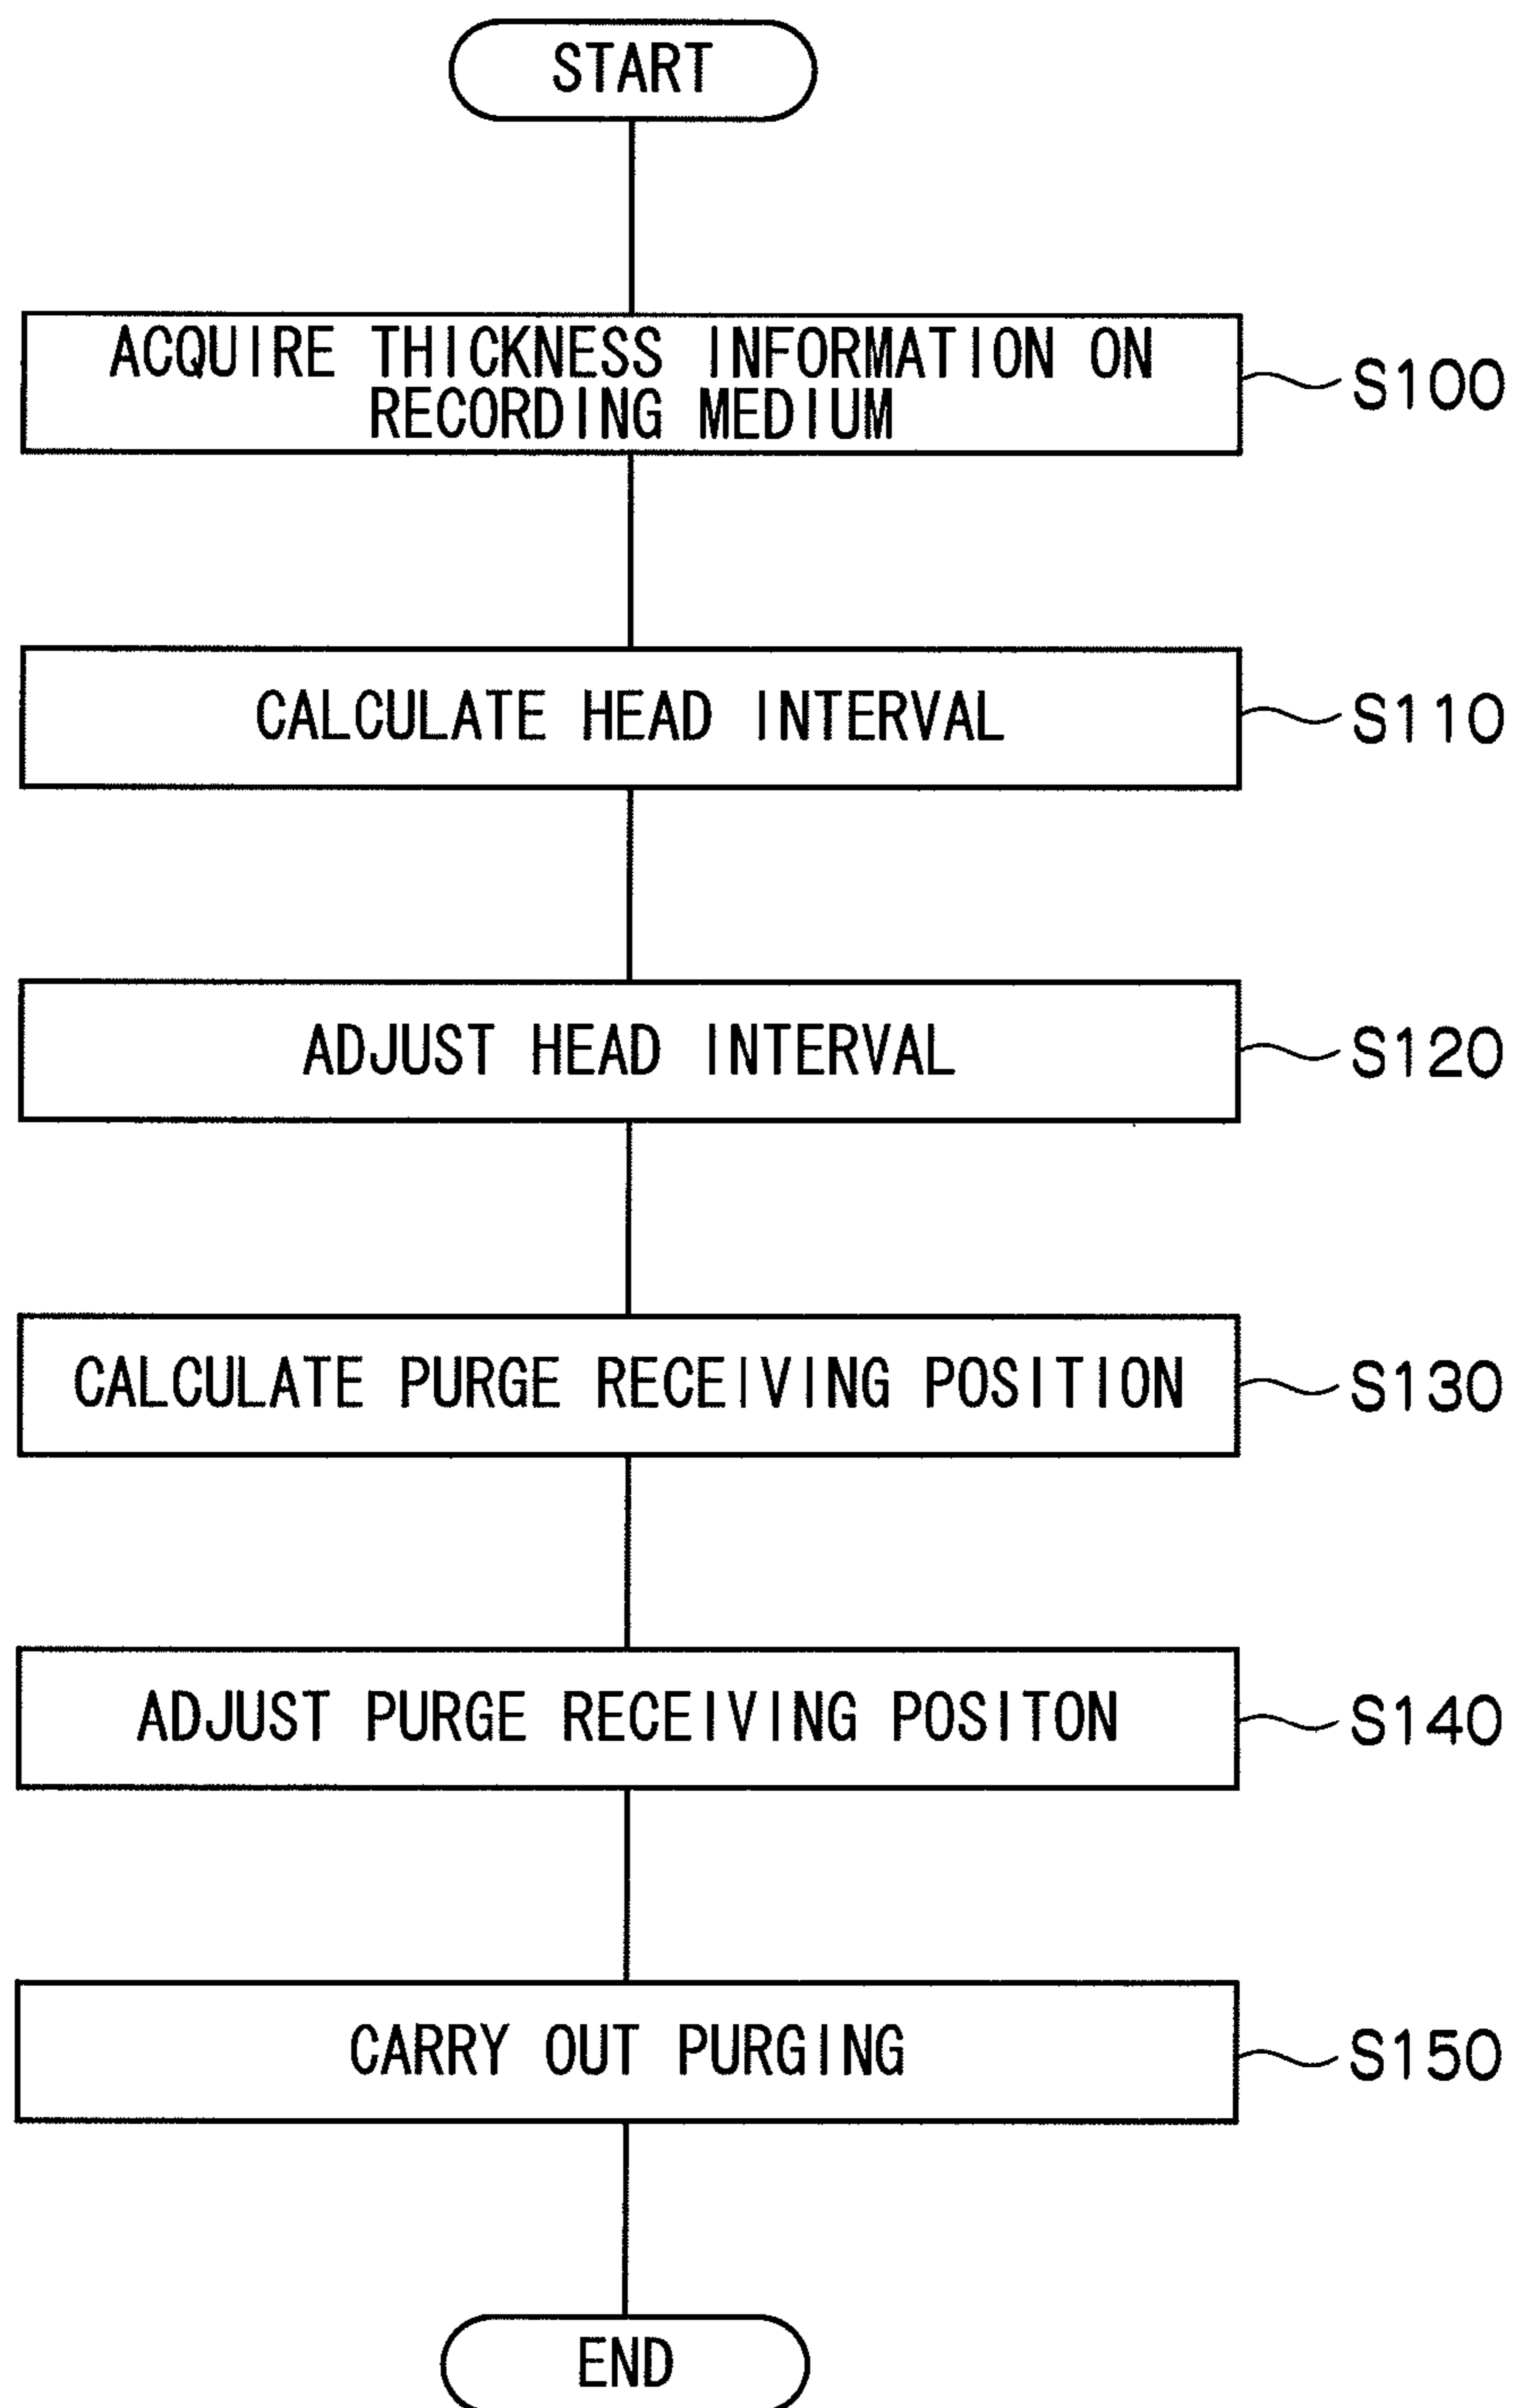 START
ACQUIRE THICKNESS INFORMATION ON
RECORDING MEDIUM
S100
CALCULATE HEAD INTERVAL
S110
ADJUST HEAD INTERVAL
S120
CALCULATE PURGE RECEIVING POSITION
S130
ADJUST PURGE RECEIVING POSITON
S140
CARRY OUT PURGING
S150
END